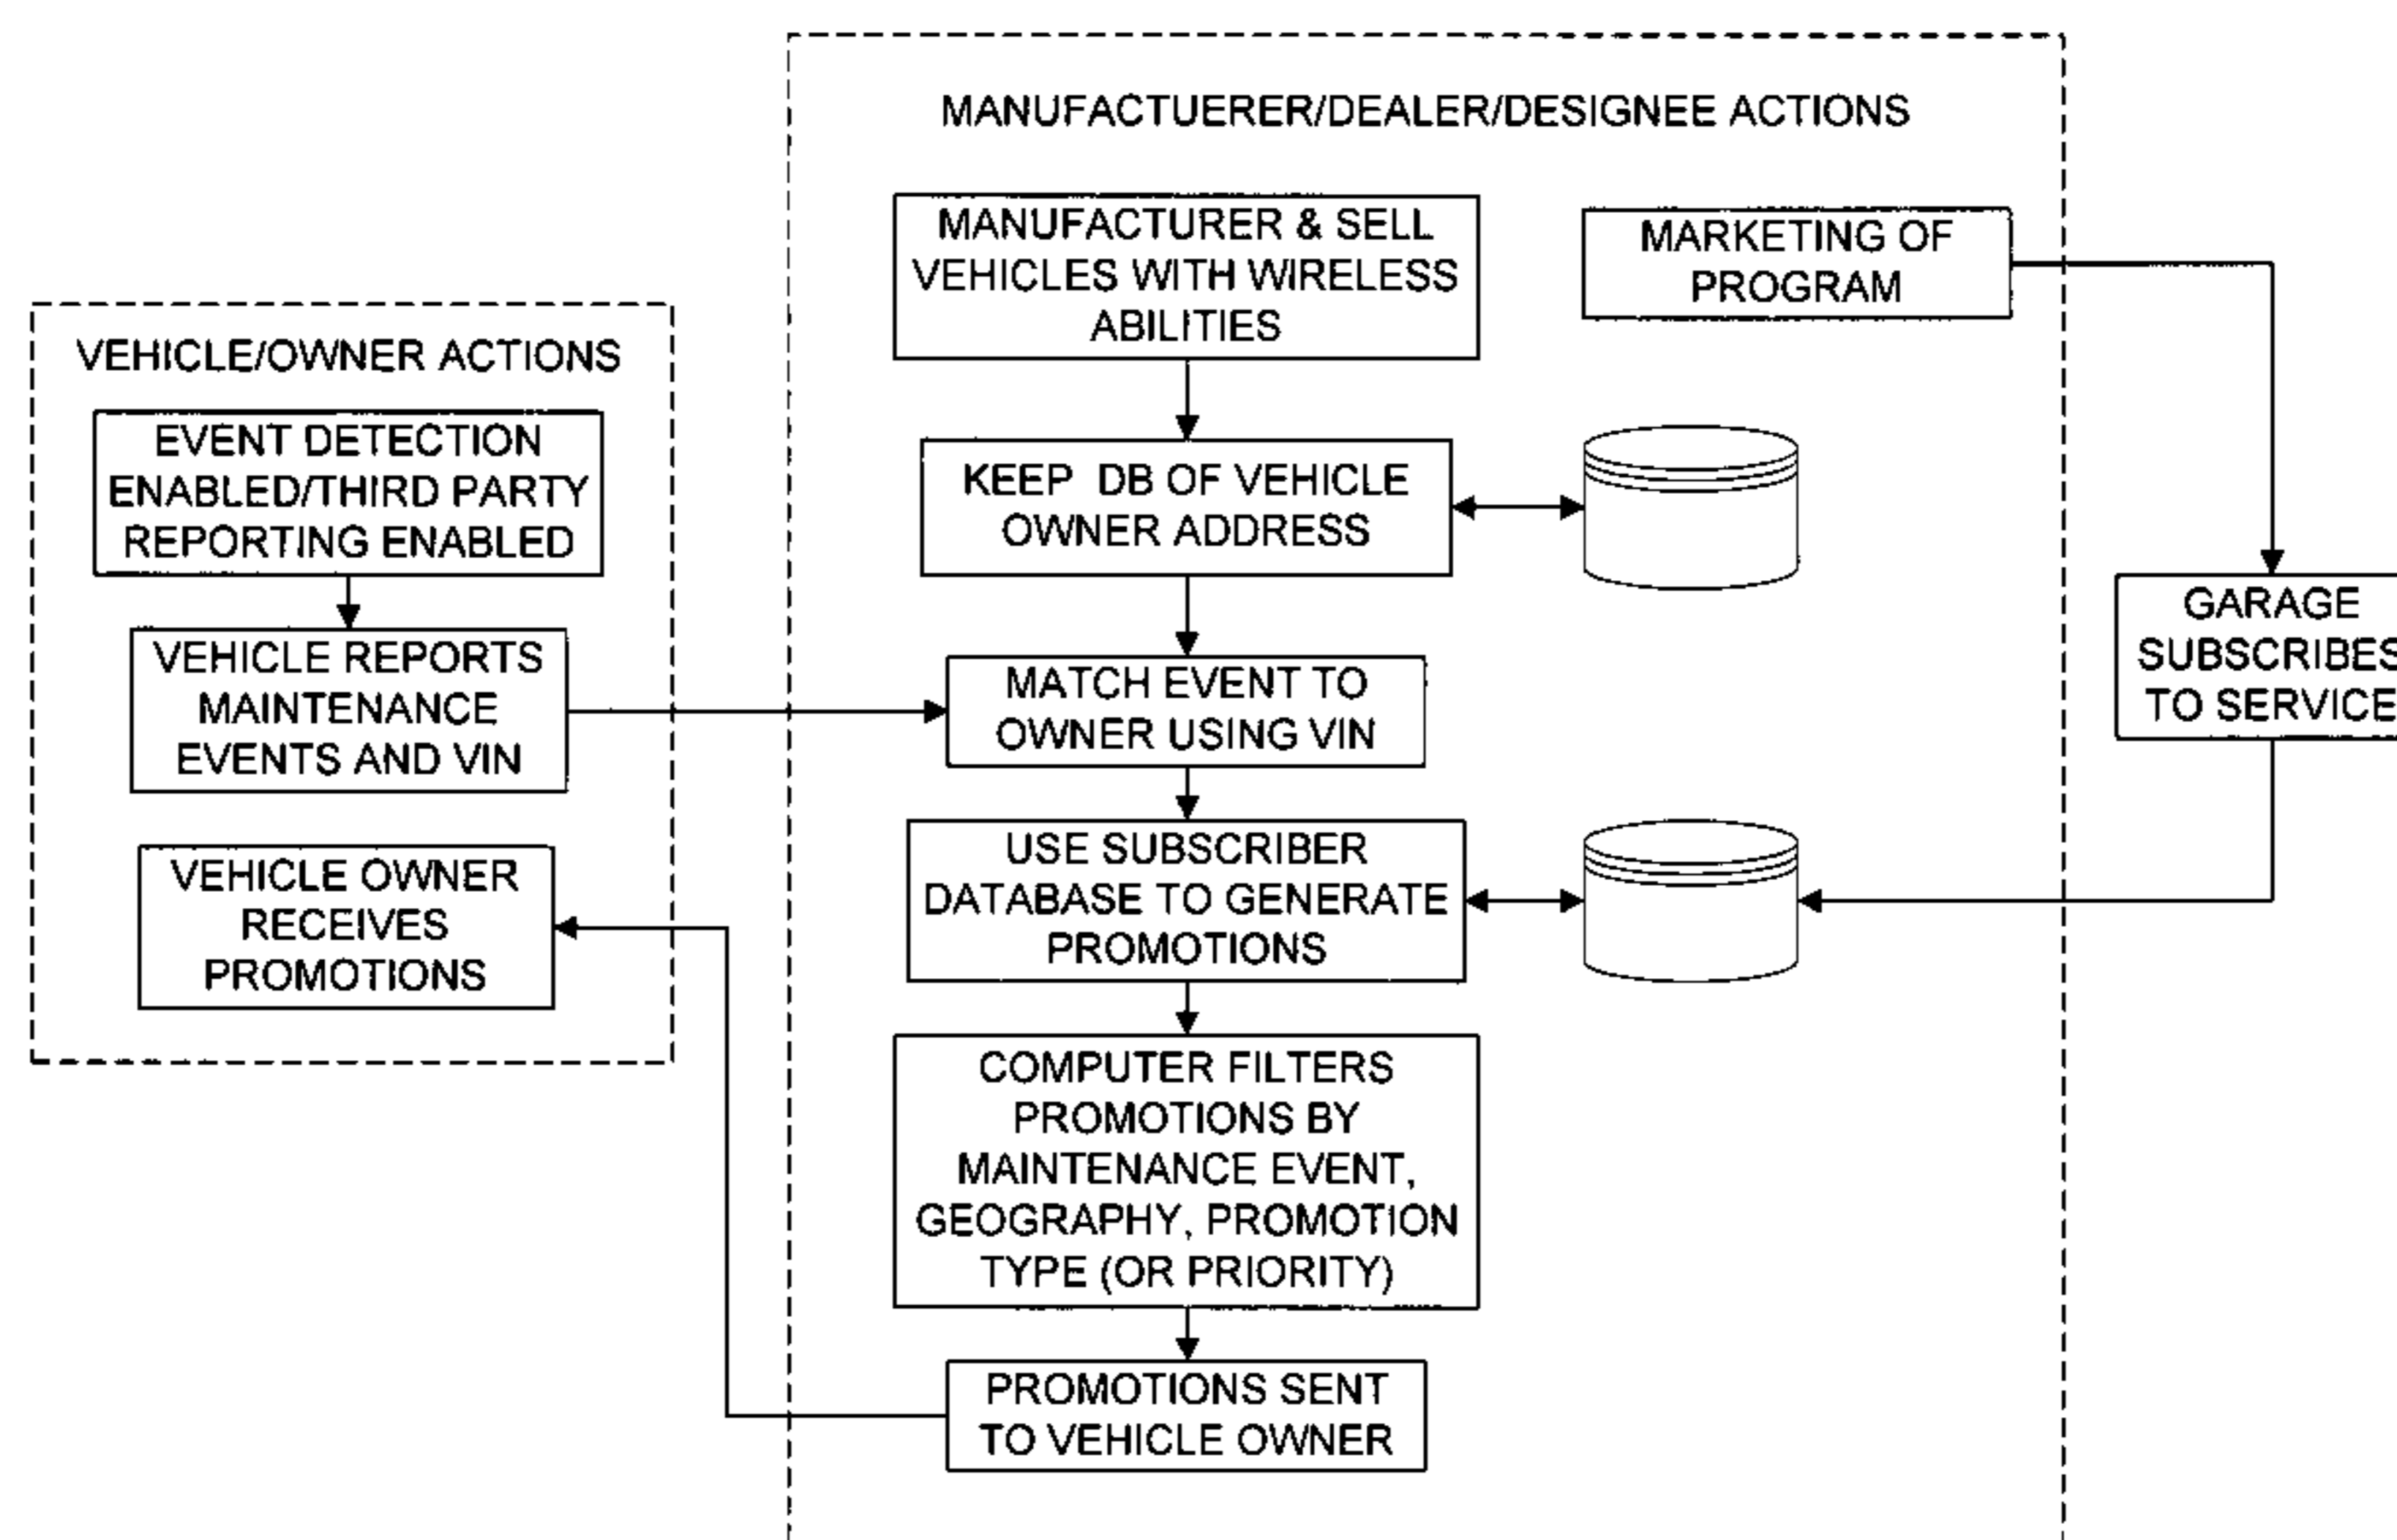 MANUFACTUERER/DEALER/DESIGNEE ACTIONS
MANUFACTURER & SELL
VEHICLES WITH WIRELESS
ABILITIES
MARKETING OF
PROGRAM
VEHICLE/OWNER ACTIONS
EVENT DETECTION
ENABLED/THIRD PARTY
REPORTING ENABLED
KEEP DB OF VEHICLE
OWNER ADDRESS
GARAGE
SUBSCRIBES
TO SERVICE
VEHICLE REPORTS
MAINTENANCE
EVENTS AND VIN
MATCH EVENT TO
OWNER USING VIN
VEHICLE OWNER
RECEIVES
PROMOTIONS
USE SUBSCRIBER
DATABASE TO GENERATE
PROMOTIONS
COMPUTER FILTERS
PROMOTIONS BY
MAINTENANCE EVENT,
GEOGRAPHY, PROMOTION
TYPE (OR PRIORITY)
PROMOTIONS SENT
TO VEHICLE OWNER